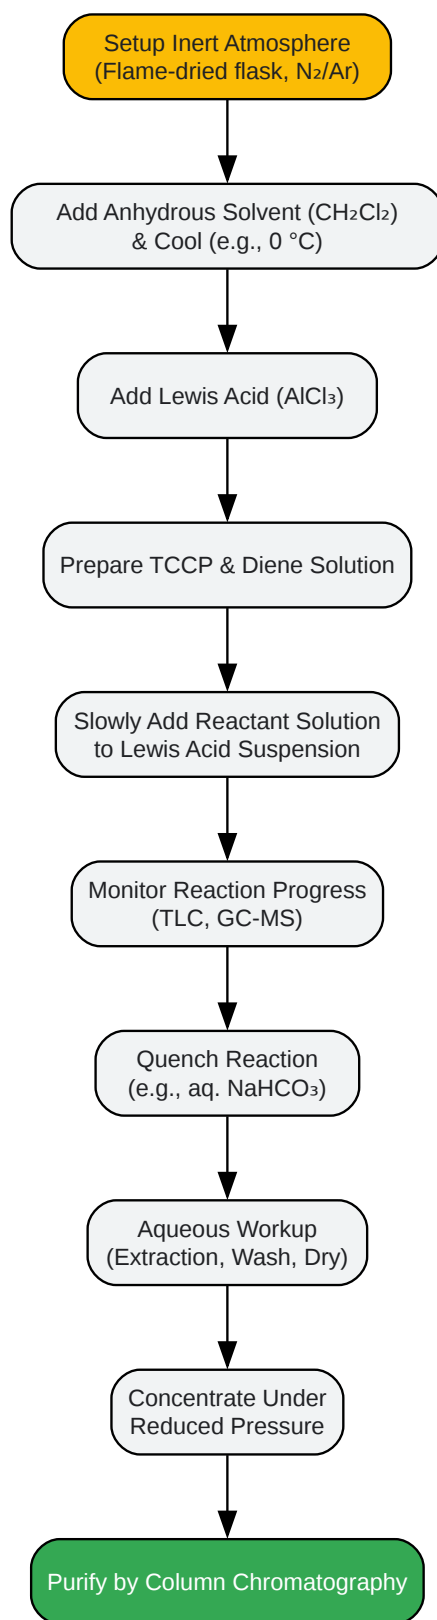 Setup Inert Atmosphere
(Flame-dried flask, N₂/Ar)
Add Anhydrous Solvent (CH₂Cl₂)
& Cool (e.g., 0 °C)
Add Lewis Acid (AlCl₃)
Prepare TCCP & Diene Solution
Slowly Add Reactant Solution
to Lewis Acid Suspension
Monitor Reaction Progress
(TLC, GC-MS)
Quench Reaction
(e.g., aq. NaHCO₃)
Aqueous Workup
(Extraction, Wash, Dry)
Concentrate Under
Reduced Pressure
Purify by Column Chromatography